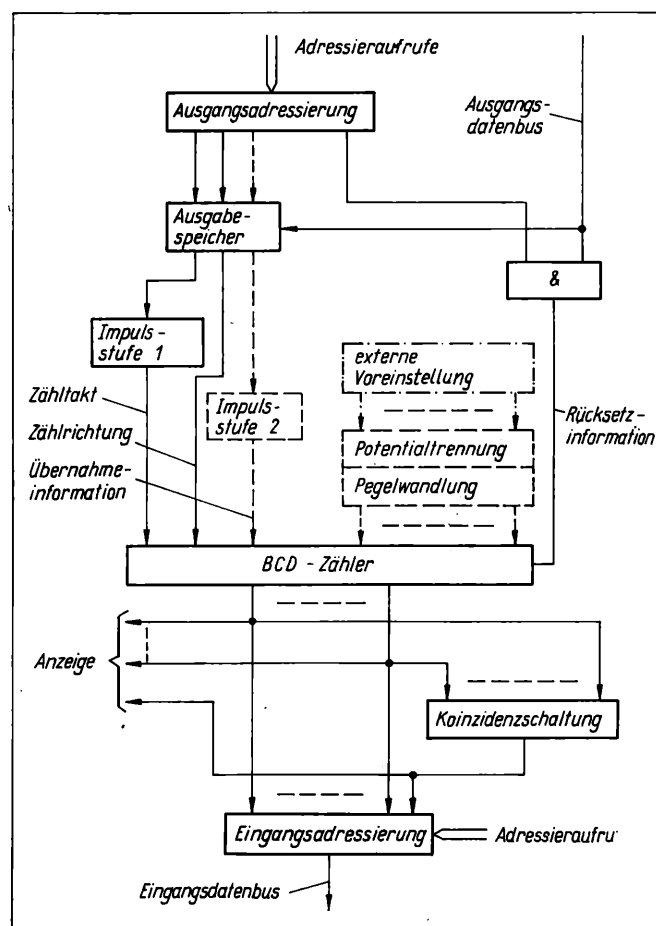 Adressieraufrufe
Ausgangsadressierung
Ausgangs-
datenbus
Ausgabe-
speicher
&
Impuls-
stufe 1
externe
Voreinstellung
Zähltakt
Impuls-
stufe 2
Rücksetz-
information
Zählrichtung
Potentialtrennung
Übernahme-
information
Pegelwandlung
BCD - Zähler
Anzeige
Koinzidenzschaltung
Eingangsadressierung
Adressieraufru
Eingangsdatenbus